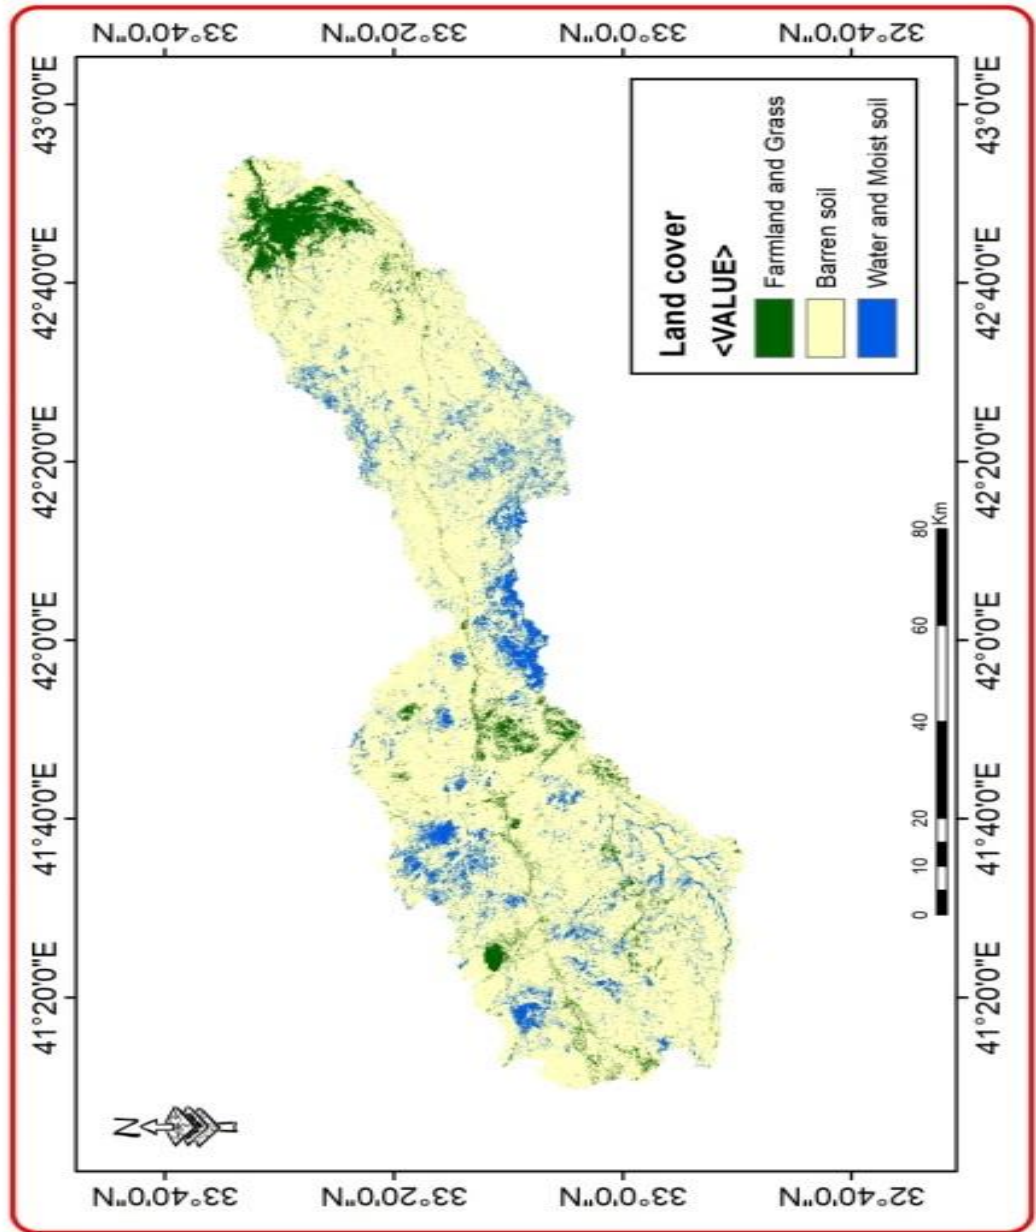 41°20'0"E 41°40'0"E 42°0'0"E 42°20'0"E 42°40'0"E 43°0'0"E
N
33°40'0"N
33°40'0"N
33°20'0"N
33°20'0"N
33°0'0"N
33°0'0"N
32°40'0"N
32°40'0"N
Land cover
<VALUE>
Farmland and Grass
Barren soil
Water and Moist soil
0 10 20 40 60 80
Km
41°20'0"E 41°40'0"E 42°0'0"E 42°20'0"E 42°40'0"E 43°0'0"E